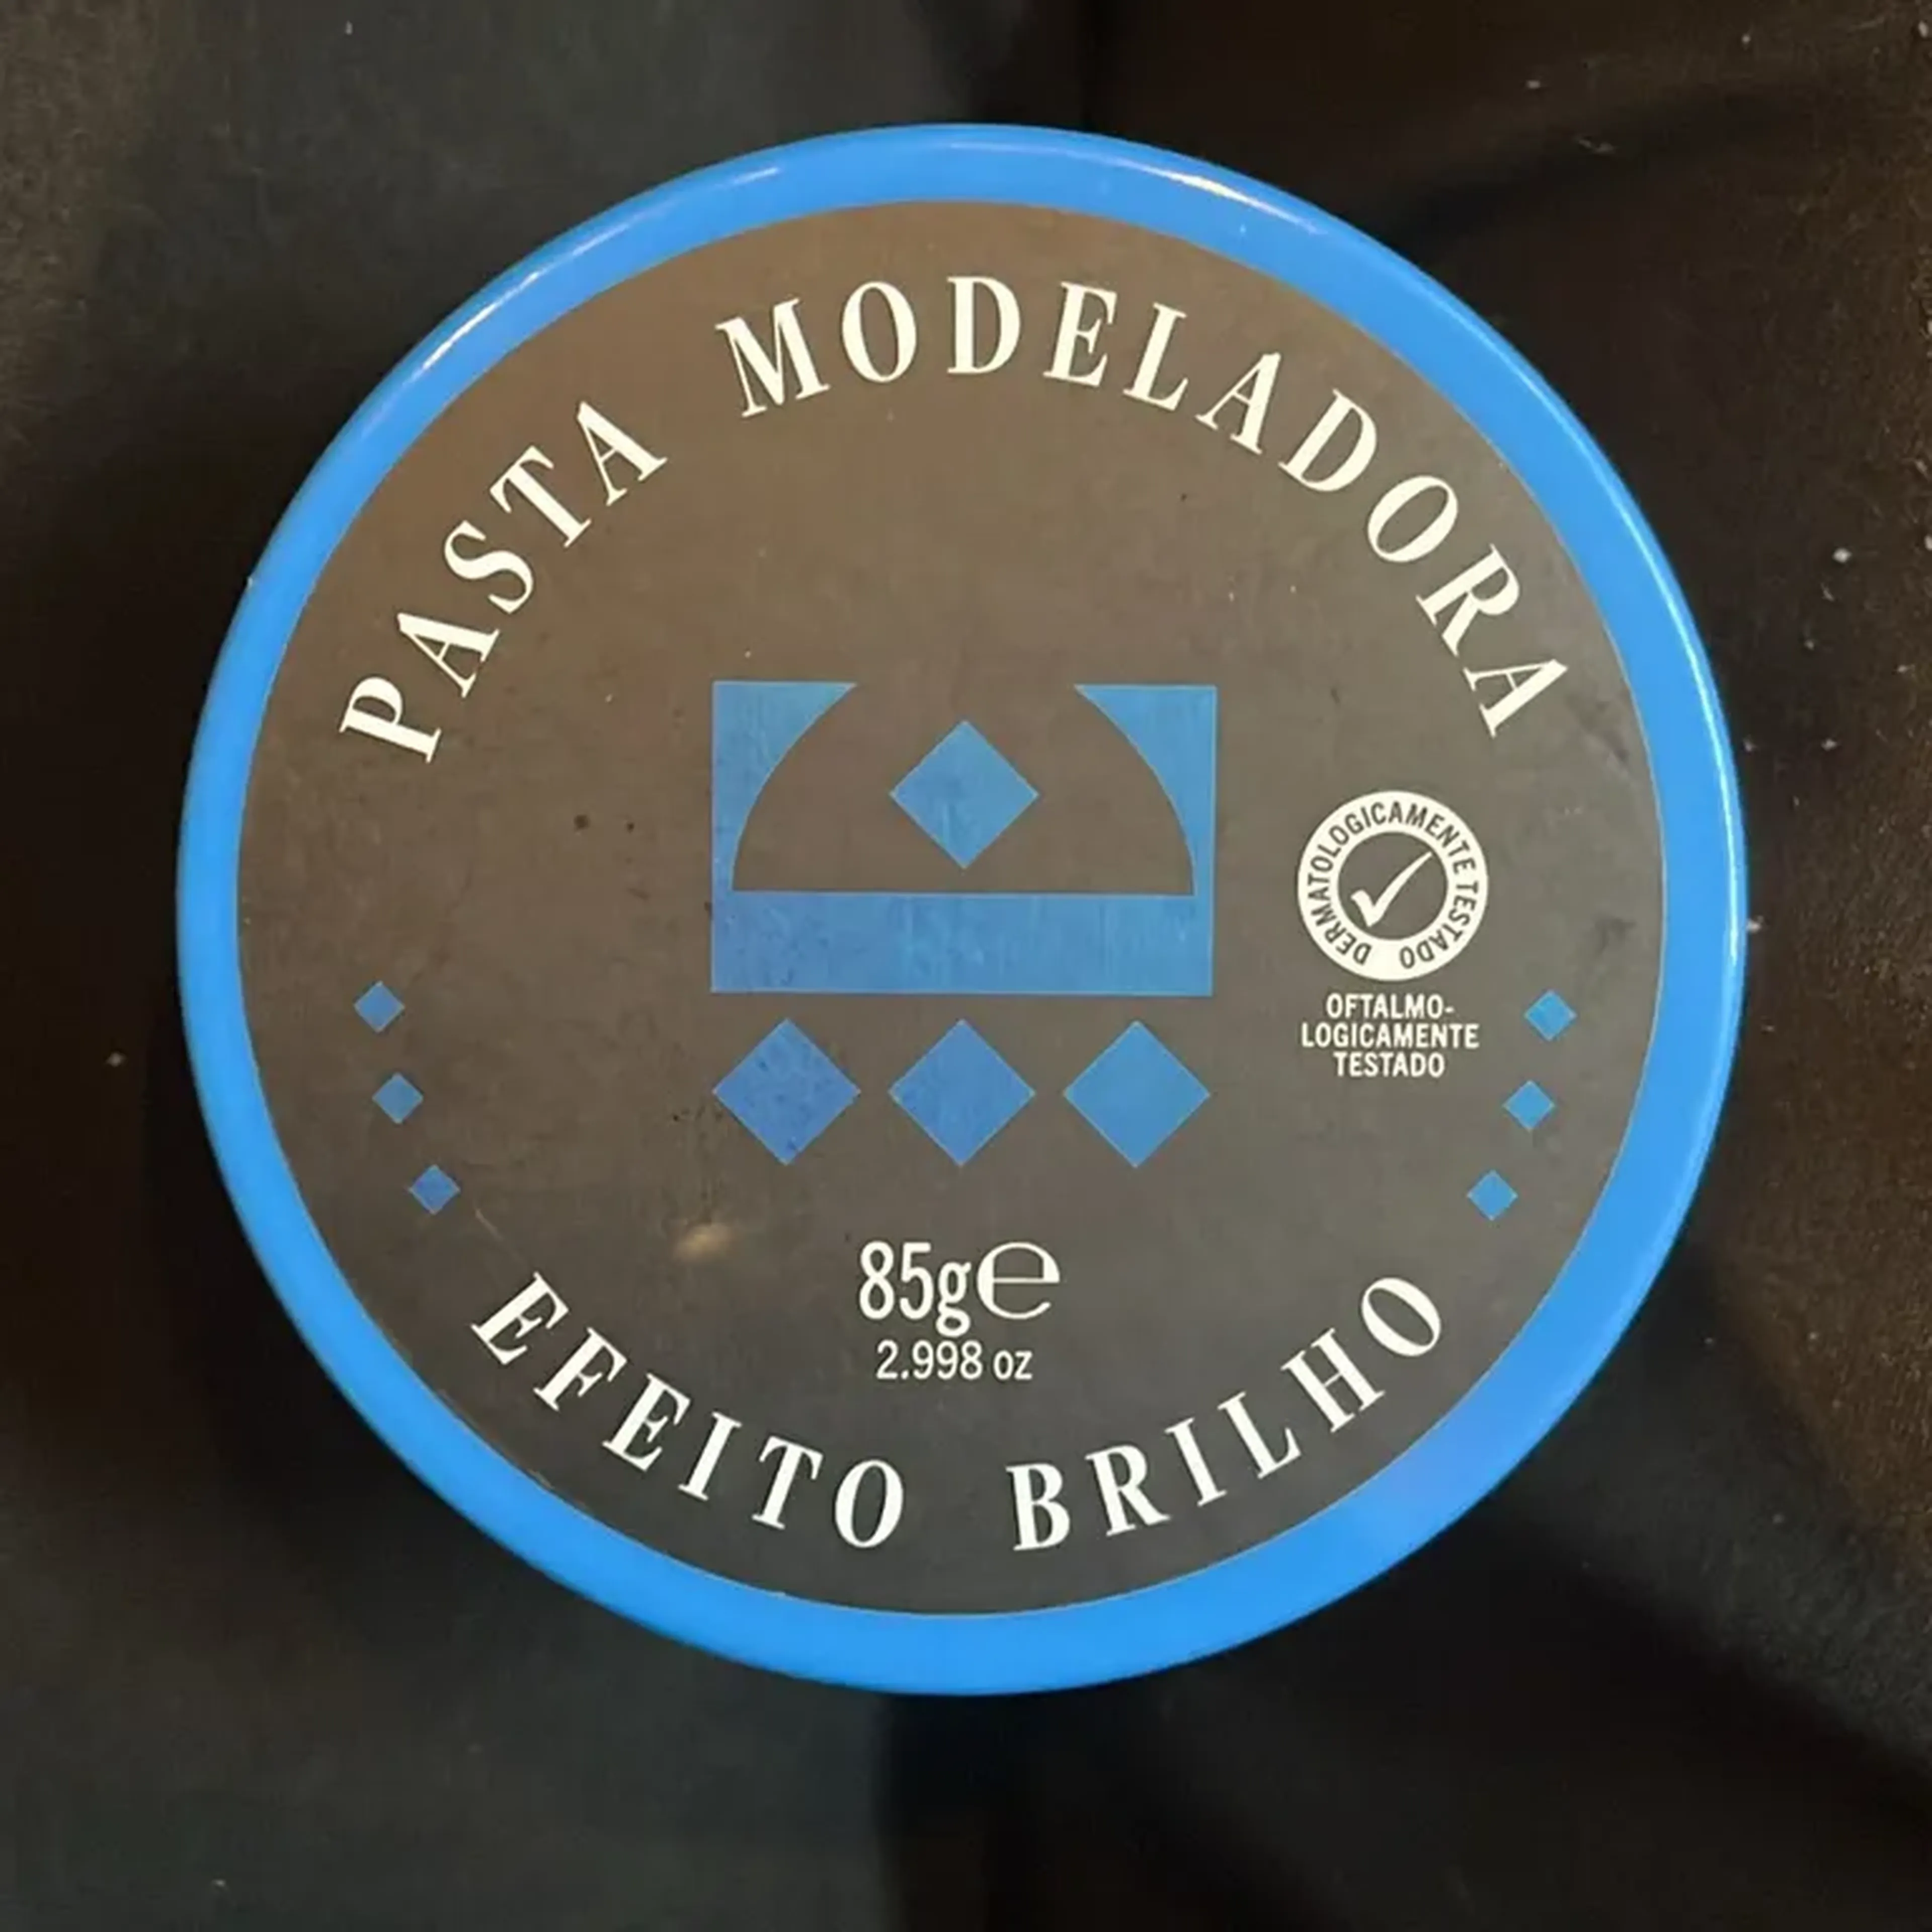 PASTA MODELADORA
DERMATOLOGICAMENTE TESTADO
OFTALMO-
LOGICAMENTE
TESTADO
85g℮
2.998 oz
EFEITO BRILHO